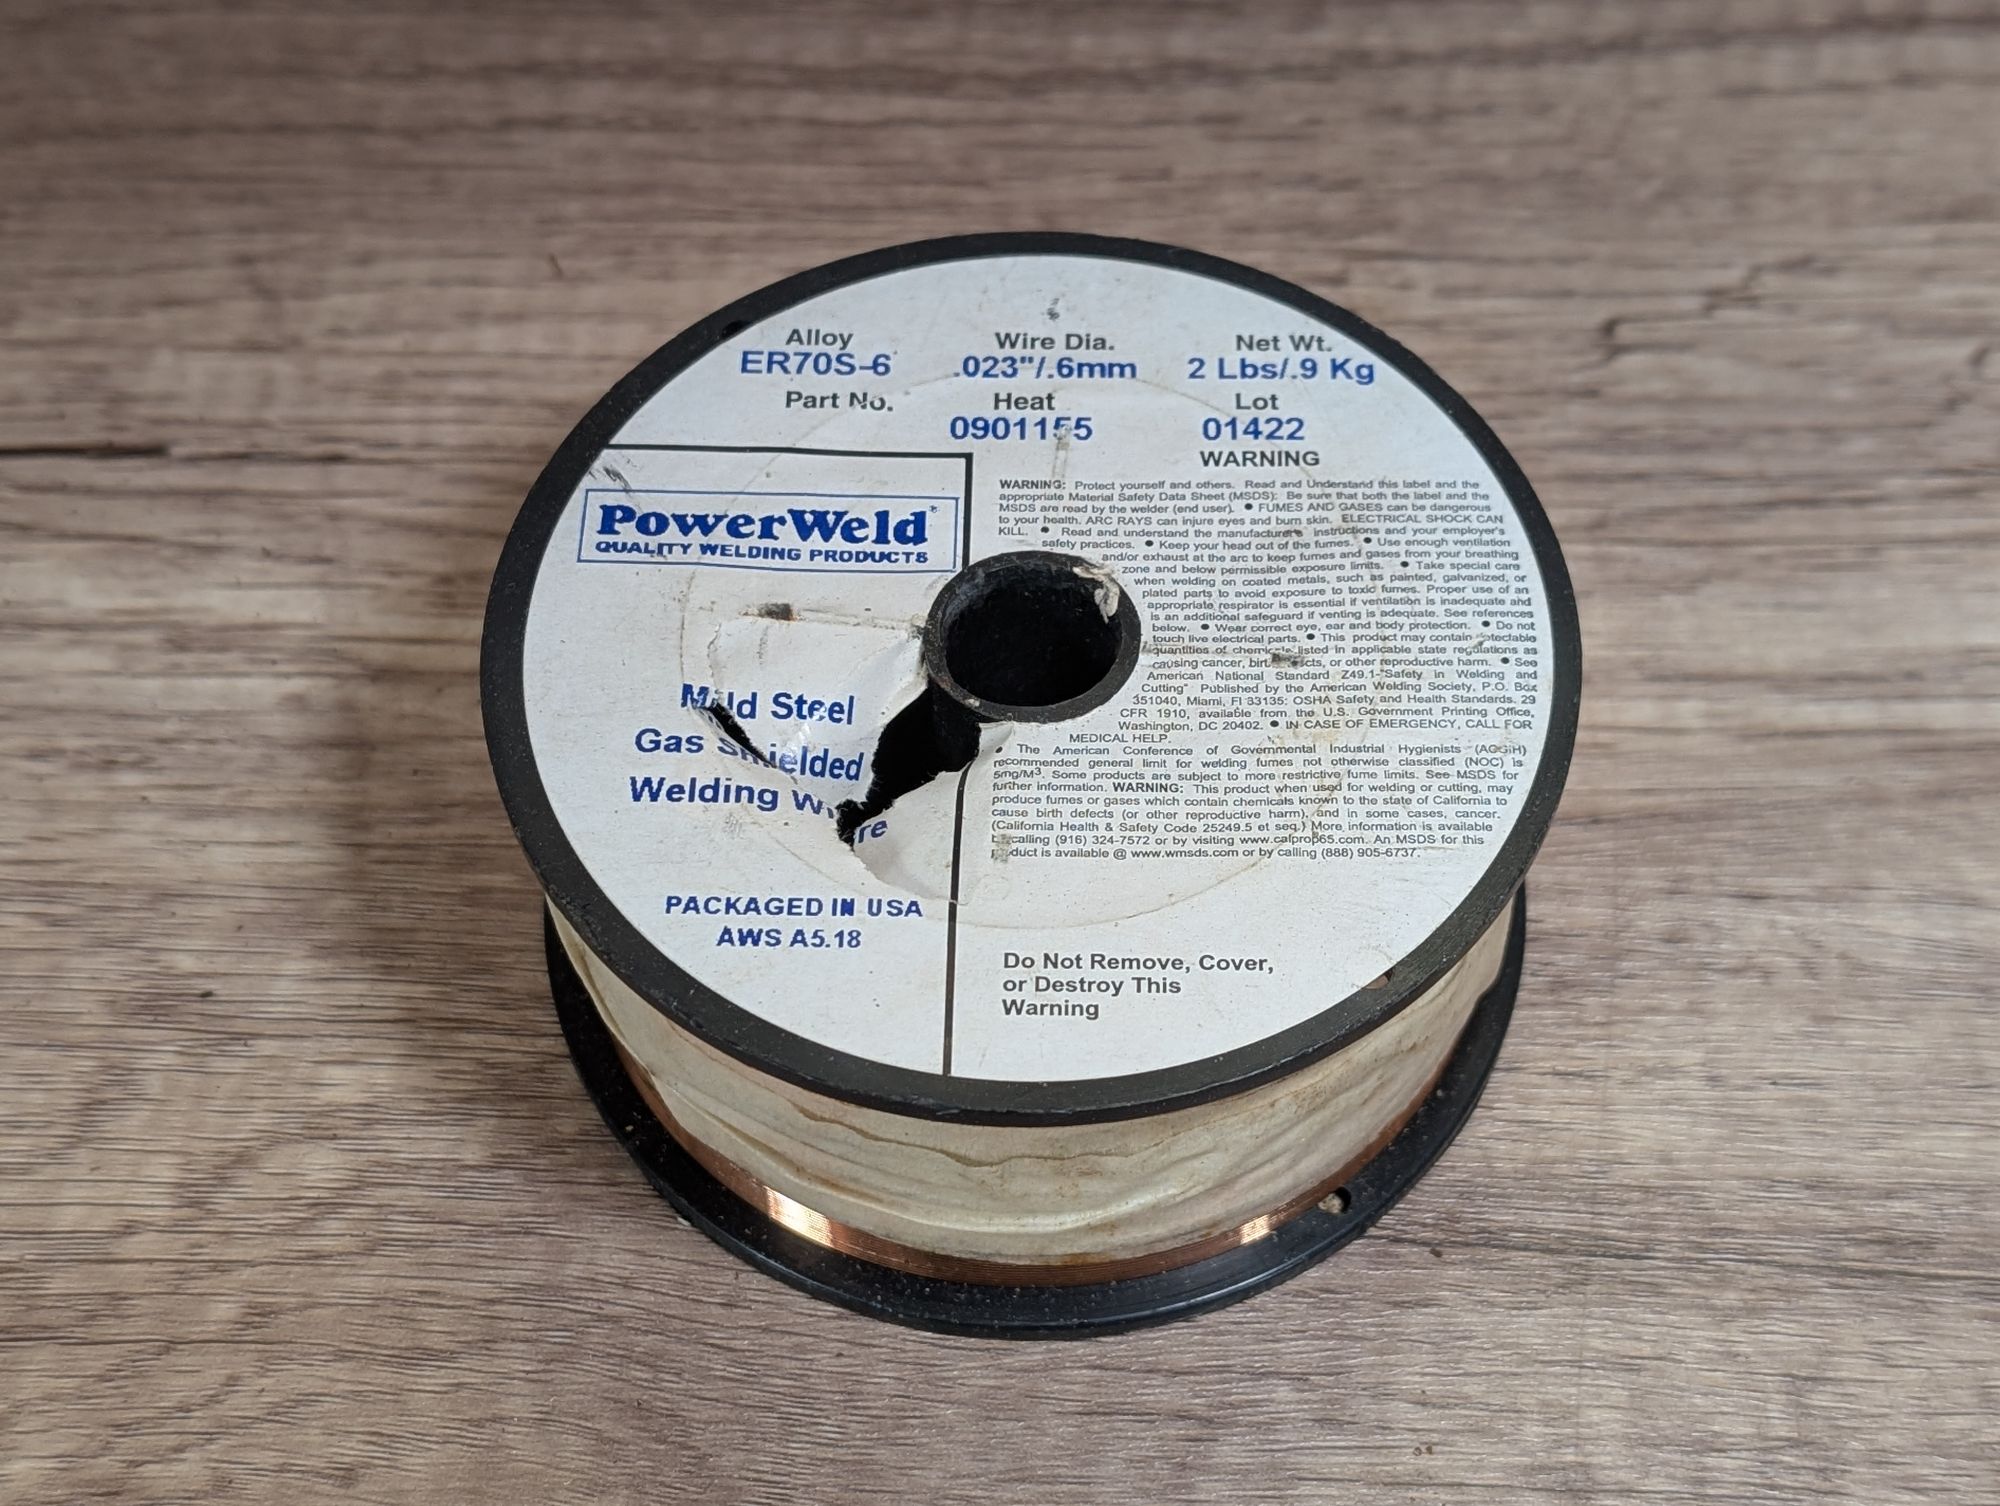 Alloy Wire Dia. Net Wt.
ER70S-6 .023"/.6mm 2 Lbs/.9 Kg
Part No. Heat Lot
0901155 01422
WARNING
PowerWeld
QUALITY WELDING PRODUCTS
Mild Steel
Gas Shielded
Welding Wire
PACKAGED IN USA
AWS A5.18
WARNING: Protect yourself and others. Read and Understand this label and the
appropriate Material Safety Data Sheet (MSDS). Be sure that both the label and the
MSDS are read by the welder (end user). ● FUMES AND GASES can be dangerous
to your health. ARC RAYS can injure eyes and burn skin. ELECTRICAL SHOCK CAN
KILL. ● Read and understand the manufacturers instructions and your employer's
safety practices. ● Keep your head out of the fumes. ● Use enough ventilation
and/or exhaust at the arc to keep fumes and gases from your breathing
zone and below permissible exposure limits. ● Take special care
when welding on coated metals, such as painted, galvanized, or
plated parts to avoid exposure to toxic fumes. Proper use of an
appropriate respirator is essential if ventilation is inadequate and
is an additional safeguard if venting is adequate. See references
below. ● Wear correct eye, ear and body protection. ● Do not
touch live electrical parts. ● This product may contain detectable
quantities of chemicals listed in applicable state regulations as
causing cancer, birth defects, or other reproductive harm. ● See
American National Standard Z49.1-"Safety in Welding and
Cutting" Published by the American Welding Society, P.O. Box
351040, Miami, Fl 33135: OSHA Safety and Health Standards. 29
CFR 1910, available from the U.S. Government Printing Office,
Washington, DC 20402. ● IN CASE OF EMERGENCY, CALL FOR
MEDICAL HELP.
● The American Conference of Governmental Industrial Hygienists (ACGIH)
recommended general limit for welding fumes not otherwise classified (NOC) is
5mg/M³. Some products are subject to more restrictive fume limits. See MSDS for
further information. WARNING: This product when used for welding or cutting, may
produce fumes or gases which contain chemicals known to the state of California to
cause birth defects (or other reproductive harm), and in some cases, cancer.
(California Health & Safety Code 25249.5 et seq.) More information is available
by calling (916) 324-7572 or by visiting www.calprop65.com. An MSDS for this
product is available @ www.wmsds.com or by calling (888) 905-6737.
Do Not Remove, Cover,
or Destroy This
Warning